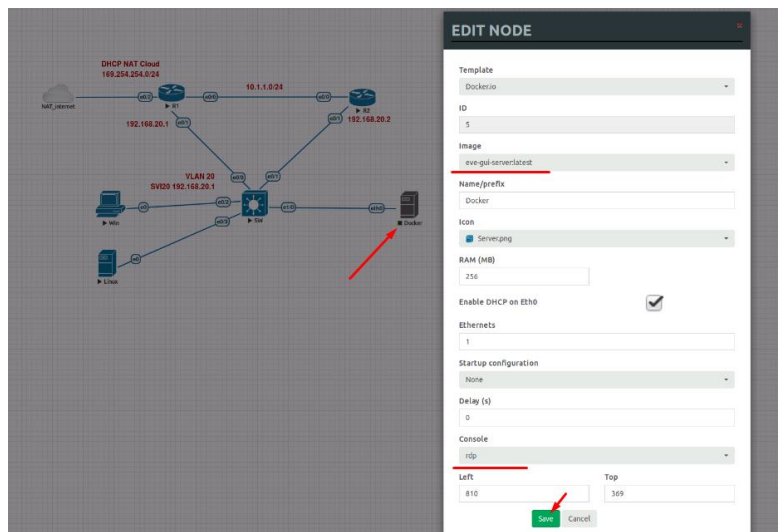 DHCP NAT Cloud
169.254.254.0/24
NAT_internet
e0/2
R1
e0/0
10.1.1.0/24
e0/0
R2
192.168.20.1
e0/1
e0/1
192.168.20.2
VLAN 20
SVI20 192.168.20.1
e0/0
e0/1
Win
e0
e0/2
SW
e1/0
eth0
Docker
e0/3
e0
Linux
EDIT NODE
Template
Docker.io
ID
5
Image
eve-gui-server:latest
Name/prefix
Docker
Icon
Server.png
RAM (MB)
256
Enable DHCP on Eth0
Ethernets
1
Startup configuration
None
Delay (s)
0
Console
rdp
Left Top
810 369
Save Cancel